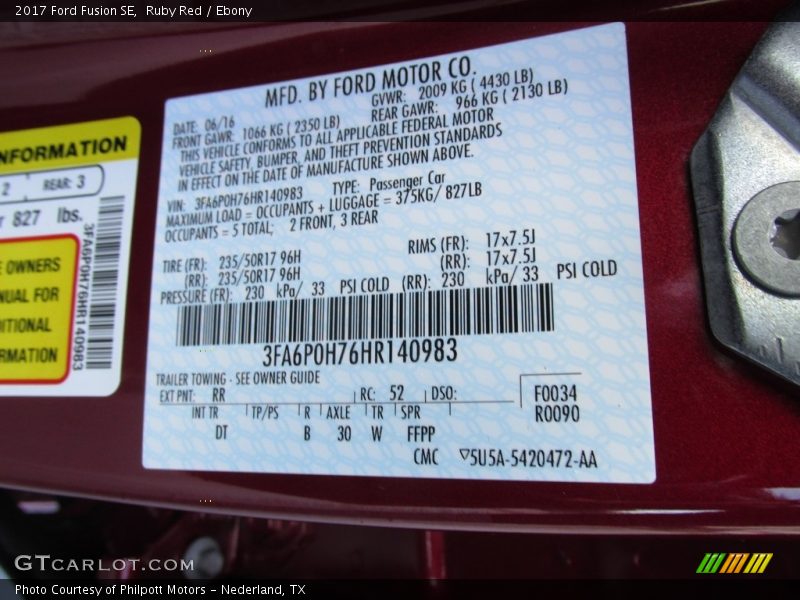 2017 Ford Fusion SE, Ruby Red / Ebony
NFORMATION
2 REAR: 3
827 lbs.
E OWNERS
NUAL FOR
DITIONAL
RMATION
3FA6P0H76HR140983
MFD. BY FORD MOTOR CO.
DATE: 06/16 GVWR: 2009 KG ( 4430 LB)
FRONT GAWR: 1066 KG ( 2350 LB) REAR GAWR: 966 KG ( 2130 LB)
THIS VEHICLE CONFORMS TO ALL APPLICABLE FEDERAL MOTOR
VEHICLE SAFETY, BUMPER, AND THEFT PREVENTION STANDARDS
IN EFFECT ON THE DATE OF MANUFACTURE SHOWN ABOVE.
VIN: 3FA6P0H76HR140983 TYPE: Passenger Car
MAXIMUM LOAD = OCCUPANTS + LUGGAGE = 375KG/ 827LB
OCCUPANTS = 5 TOTAL; 2 FRONT, 3 REAR
TIRE (FR): 235/50R17 96H RIMS (FR): 17x7.5J
(RR): 235/50R17 96H (RR): 17x7.5J
PRESSURE (FR): 230 kPa/ 33 PSI COLD (RR): 230 kPa/ 33 PSI COLD
3FA6P0H76HR140983
TRAILER TOWING - SEE OWNER GUIDE
EXT PNT: RR RC: 52 DSO: F0034
INT TR TP/PS R AXLE TR SPR R0090
DT B 30 W FFPP
CMC 5U5A-5420472-AA
GTCARLOT.COM
Photo Courtesy of Philpott Motors - Nederland, TX